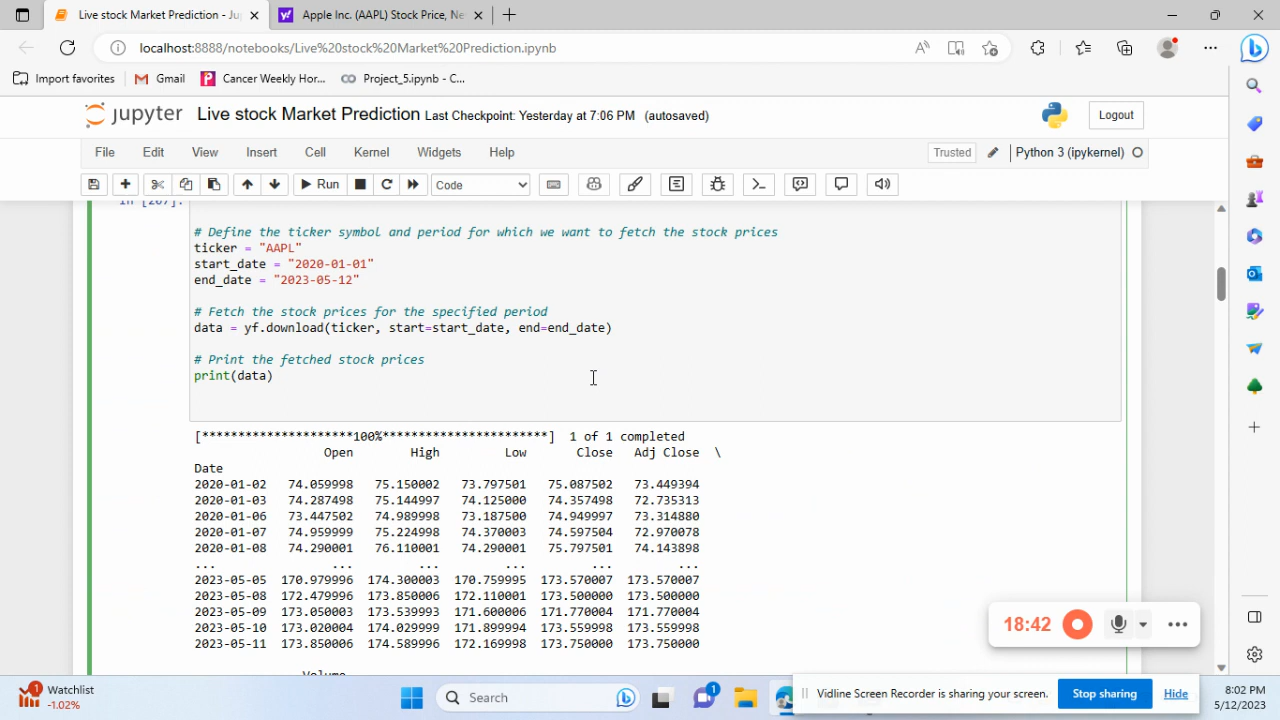 Live stock Market Prediction - Ju
Apple Inc. (AAPL) Stock Price, Ne
localhost:8888/notebooks/Live%20stock%20Market%20Prediction.ipynb
Import favorites
Gmail
Cancer Weekly Hor...
Project_5.ipynb - C...
jupyter Live stock Market Prediction Last Checkpoint: Yesterday at 7:06 PM (autosaved)
Logout
File Edit View Insert Cell Kernel Widgets Help
Trusted
Python 3 (ipykernel)
Run
Code
In [207]:
# Define the ticker symbol and period for which we want to fetch the stock prices
ticker = "AAPL"
start_date = "2020-01-01"
end_date = "2023-05-12"
# Fetch the stock prices for the specified period
data = yf.download(ticker, start=start_date, end=end_date)
# Print the fetched stock prices
print(data)
[*********************100%***********************] 1 of 1 completed
Open High Low Close Adj Close \
Date
2020-01-02 74.059998 75.150002 73.797501 75.087502 73.449394
2020-01-03 74.287498 75.144997 74.125000 74.357498 72.735313
2020-01-06 73.447502 74.989998 73.187500 74.949997 73.314880
2020-01-07 74.959999 75.224998 74.370003 74.597504 72.970078
2020-01-08 74.290001 76.110001 74.290001 75.797501 74.143898
... ... ... ... ... ...
2023-05-05 170.979996 174.300003 170.759995 173.570007 173.570007
2023-05-08 172.479996 173.850006 172.110001 173.500000 173.500000
2023-05-09 173.050003 173.539993 171.600006 171.770004 171.770004
2023-05-10 173.020004 174.029999 171.899994 173.559998 173.559998
2023-05-11 173.850006 174.589996 172.169998 173.750000 173.750000
Volume
18:42
Vidline Screen Recorder is sharing your screen.
Stop sharing
Hide
1
Watchlist
-1.02%
Search
1
8:02 PM
5/12/2023